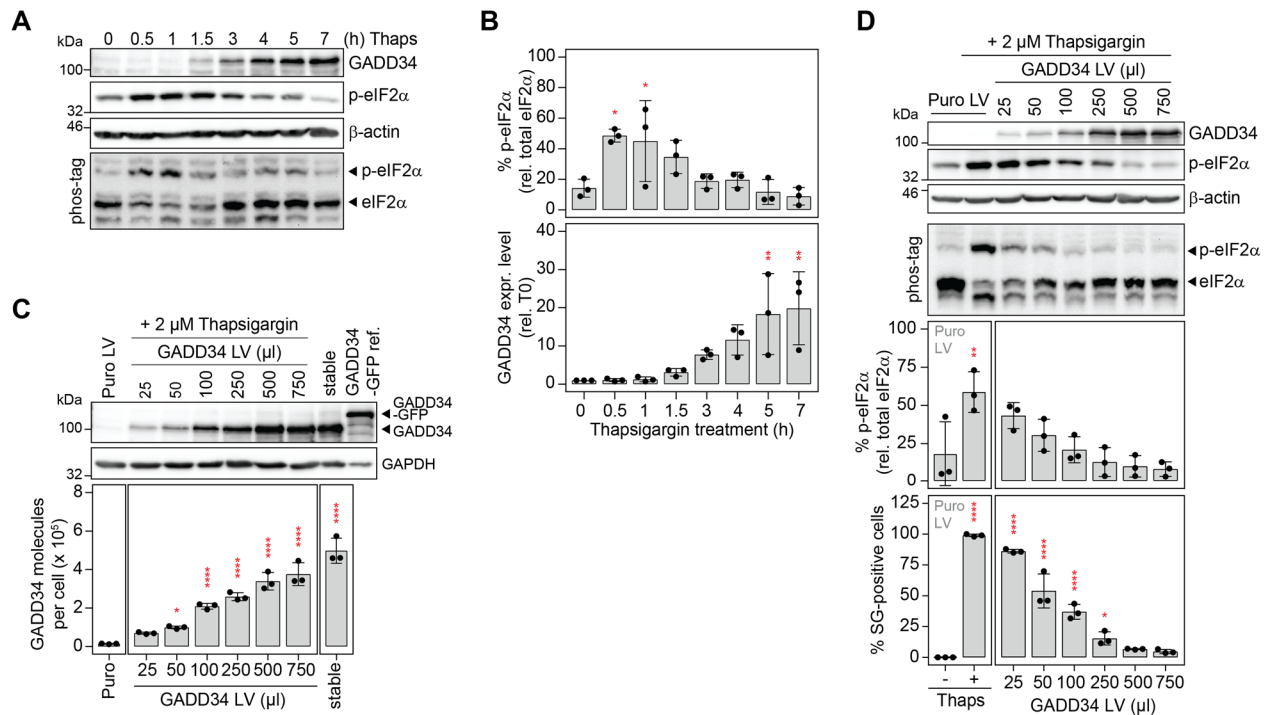 A
kDa
0 0.5 1 1.5 3 4 5 7 (h) Thaps
100
GADD34
32
p-eIF2α
46
β-actin
phos-tag
p-eIF2α
eIF2α
B
% p-eIF2α
(rel. total eIF2α)
100
80
60
40
20
0
* *
GADD34 expr. level
(rel. T0)
40
30
20
10
0
** **
0 0.5 1 1.5 3 4 5 7
Thapsigargin treatment (h)
C
+ 2 µM Thapsigargin
GADD34 LV (µl)
Puro LV 25 50 100 250 500 750 stable GADD34
-GFP ref.
kDa
100
GADD34
-GFP
GADD34
32
GAPDH
GADD34 molecules
per cell (x 10⁵)
8
6
4
2
0
* **** **** **** **** ****
Puro 25 50 100 250 500 750 stable
GADD34 LV (µl)
D
+ 2 µM Thapsigargin
GADD34 LV (µl)
Puro LV 25 50 100 250 500 750
kDa
100
GADD34
32
p-eIF2α
46
β-actin
phos-tag
p-eIF2α
eIF2α
% p-eIF2α
(rel. total eIF2α)
100
75
50
25
0
Puro
LV
**
% SG-positive cells
125
100
75
50
25
0
Puro
LV
**** **** **** **** *
- + 25 50 100 250 500 750
Thaps GADD34 LV (µl)